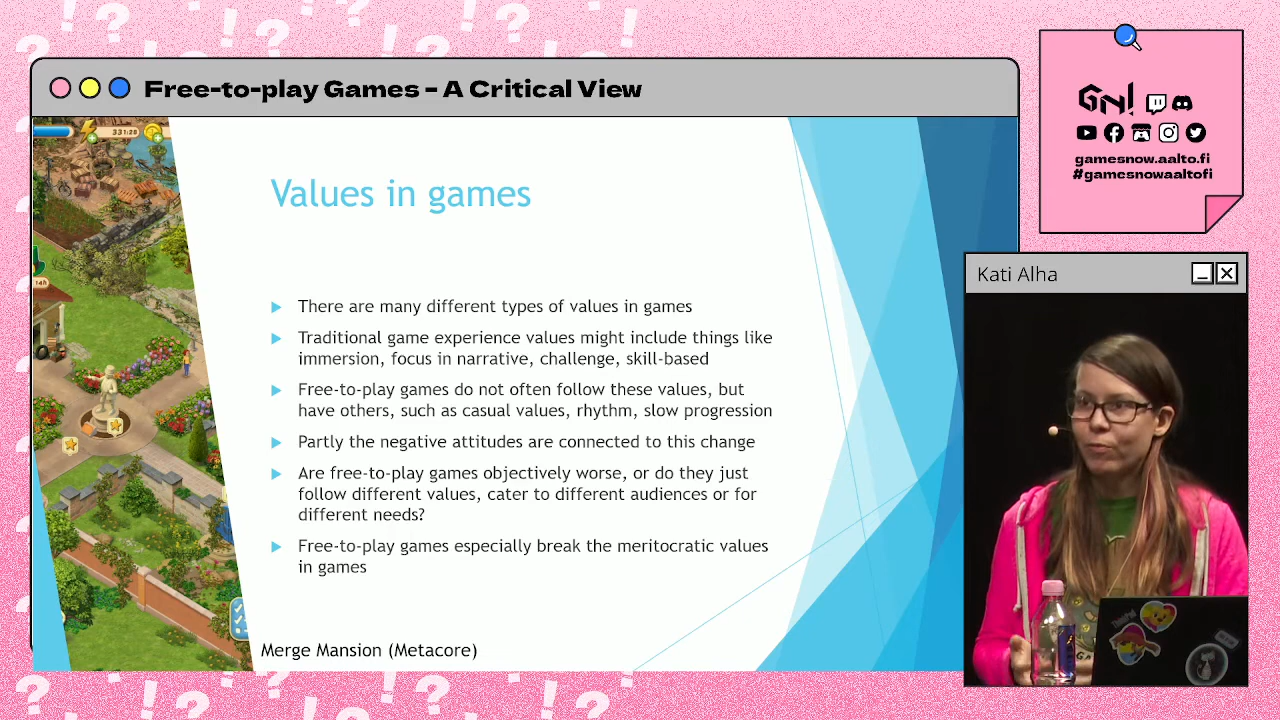 Free-to-play Games - A Critical View
GN!
gamesnow.aalto.fi
#gamesnowaaltofi
331:28
14h
Values in games
There are many different types of values in games
Traditional game experience values might include things like
immersion, focus in narrative, challenge, skill-based
Free-to-play games do not often follow these values, but
have others, such as casual values, rhythm, slow progression
Partly the negative attitudes are connected to this change
Are free-to-play games objectively worse, or do they just
follow different values, cater to different audiences or for
different needs?
Free-to-play games especially break the meritocratic values
in games
Merge Mansion (Metacore)
Kati Alha